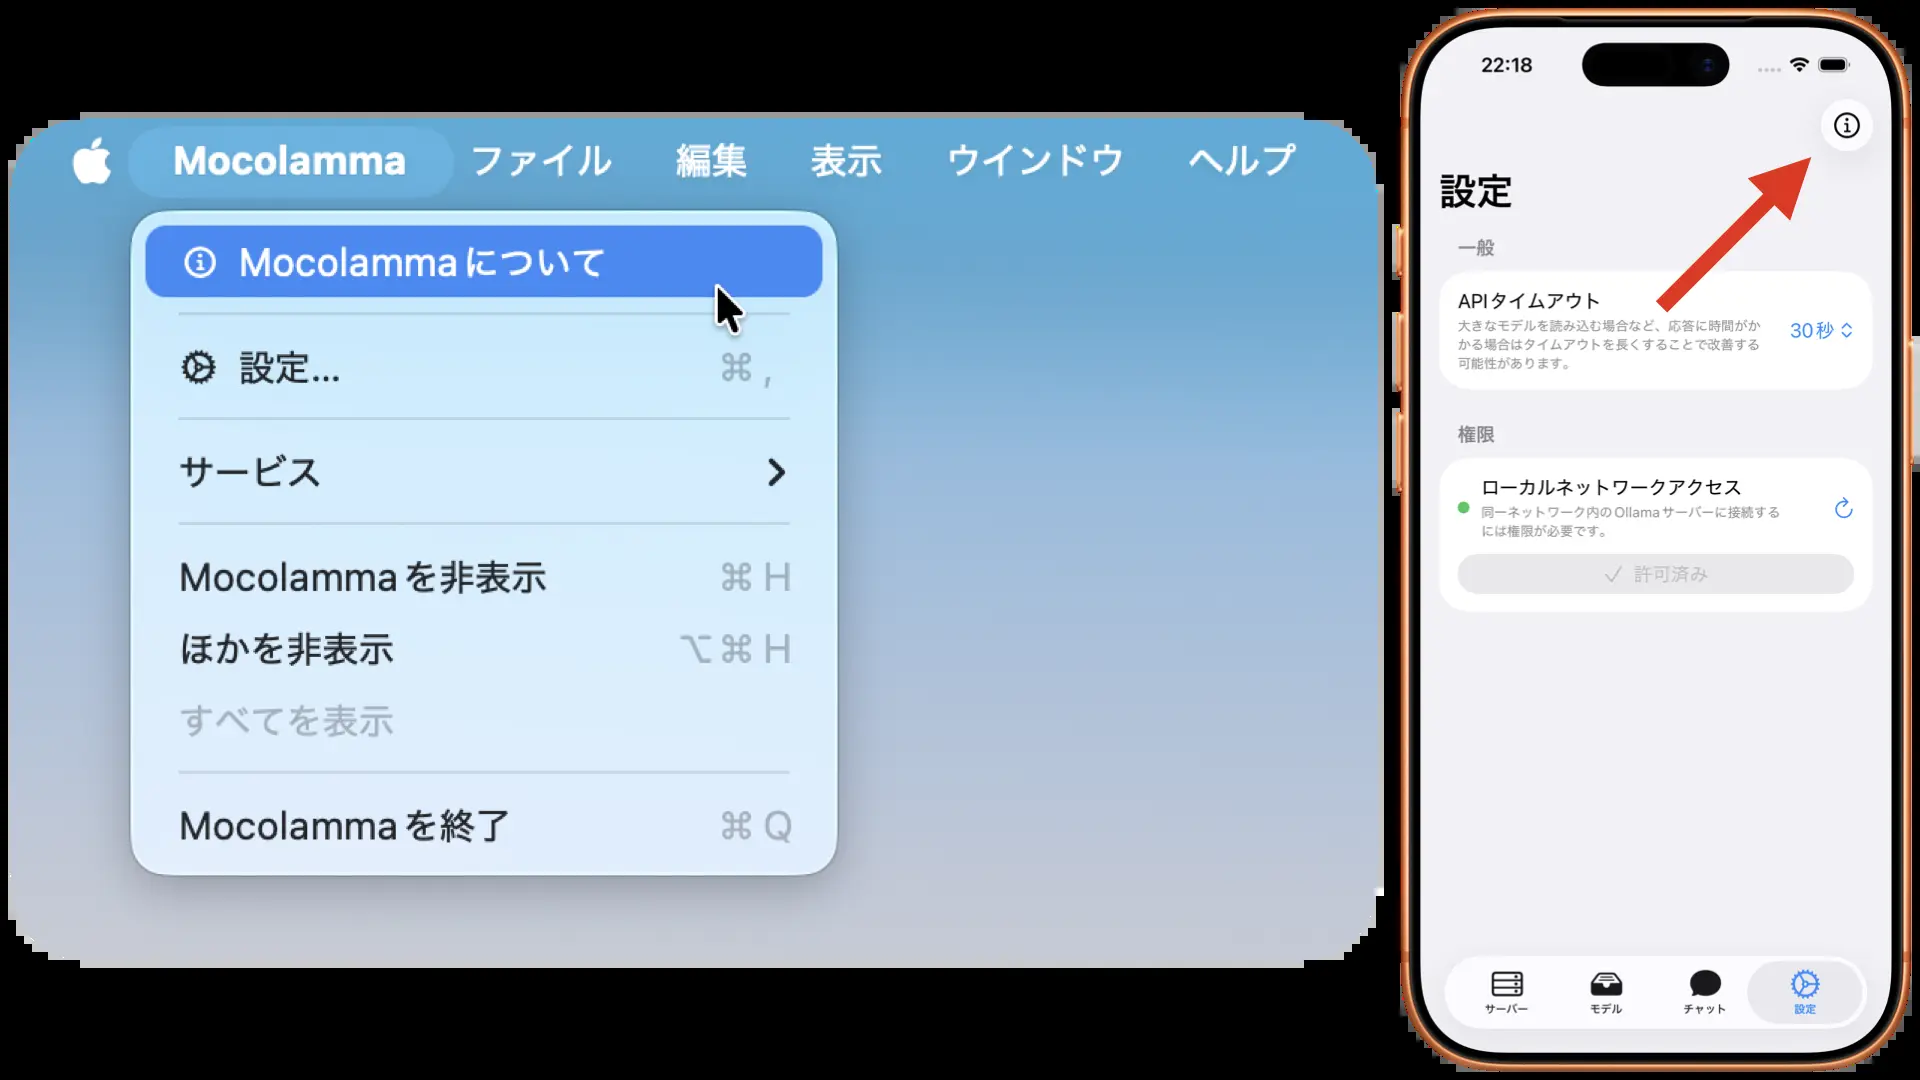 Mocolamma ファイル 編集 表示 ウインドウ ヘルプ
Mocolammaについて
設定... ⌘ ,
サービス
Mocolammaを非表示 ⌘ H
ほかを非表示 ⌥ ⌘ H
すべてを表示
Mocolammaを終了 ⌘ Q
22:18
設定
一般
APIタイムアウト
大きなモデルを読み込む場合など、応答に時間がか
かる場合はタイムアウトを長くすることで改善する
可能性があります。
30秒
権限
ローカルネットワークアクセス
同一ネットワーク内のOllamaサーバーに接続する
には権限が必要です。
許可済み
サーバー モデル チャット 設定